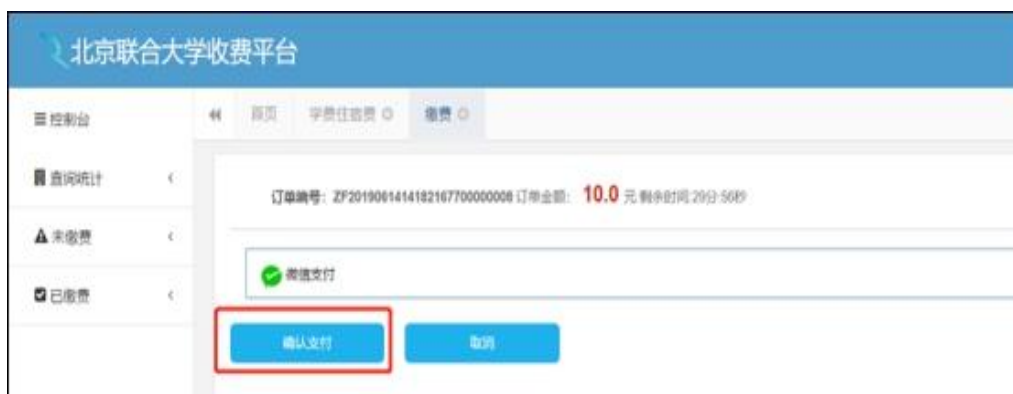 北京联合大学收费平台
控制台
首页 学费住宿费 缴费
查询统计
订单编号：ZF20190614141821677000000008 订单金额： 10.0 元 剩余时间:29分:56秒
未缴费
微信支付
已缴费
确认支付 取消